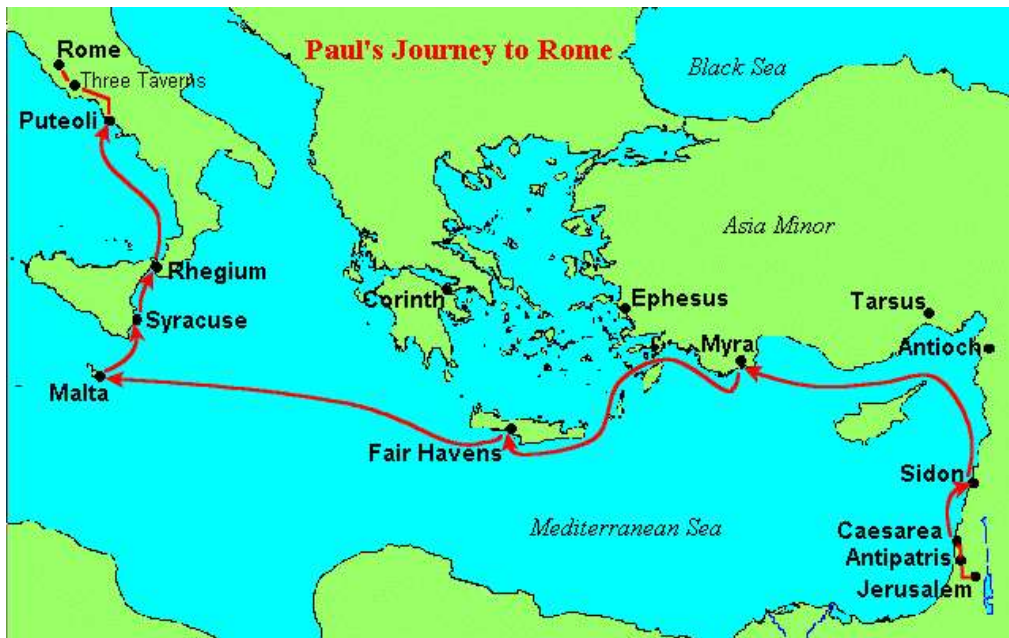 Paul's Journey to Rome
Rome
Three Taverns
Black Sea
Puteoli
Asia Minor
Rhegium
Corinth
Ephesus
Tarsus
Syracuse
Myra
Antioch
Malta
Fair Havens
Sidon
Mediterranean Sea
Caesarea
Antipatris
Jerusalem